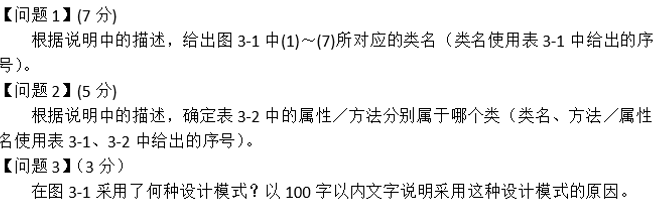 【问题 1】(7 分)
根据说明中的描述，给出图 3-1 中(1)～(7)所对应的类名（类名使用表 3-1 中给出的序
号）。
【问题 2】(5 分)
根据说明中的描述，确定表 3-2 中的属性／方法分别属于哪个类（类名、方法／属性
名使用表 3-1、3-2 中给出的序号）。
【问题 3】（3 分）
在图 3-1 采用了何种设计模式？以 100 字以内文字说明采用这种设计模式的原因。